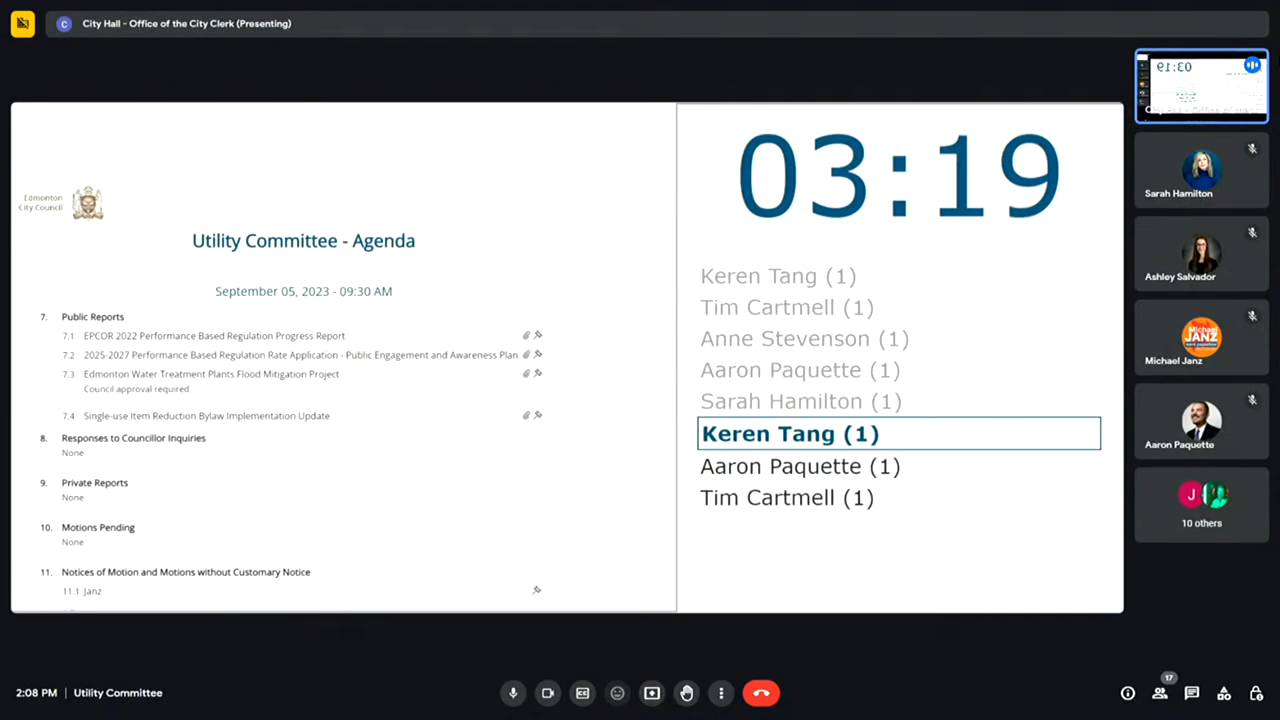 C
City Hall - Office of the City Clerk (Presenting)
Edmonton
City Council
Utility Committee - Agenda
September 05, 2023 - 09:30 AM
7. Public Reports
7.1 EPCOR 2022 Performance Based Regulation Progress Report
7.2 2025-2027 Performance Based Regulation Rate Application - Public Engagement and Awareness Plan
7.3 Edmonton Water Treatment Plants Flood Mitigation Project
Council approval required
7.4 Single-use Item Reduction Bylaw Implementation Update
8. Responses to Councillor Inquiries
None
9. Private Reports
None
10. Motions Pending
None
11. Notices of Motion and Motions without Customary Notice
11.1 Janz
03:19
Keren Tang (1)
Tim Cartmell (1)
Anne Stevenson (1)
Aaron Paquette (1)
Sarah Hamilton (1)
Keren Tang (1)
Aaron Paquette (1)
Tim Cartmell (1)
03:19
Sarah Hamilton
Ashley Salvador
Michael
JANZ
Michael Janz
Aaron Paquette
J
10 others
2:08 PM | Utility Committee
CC
17